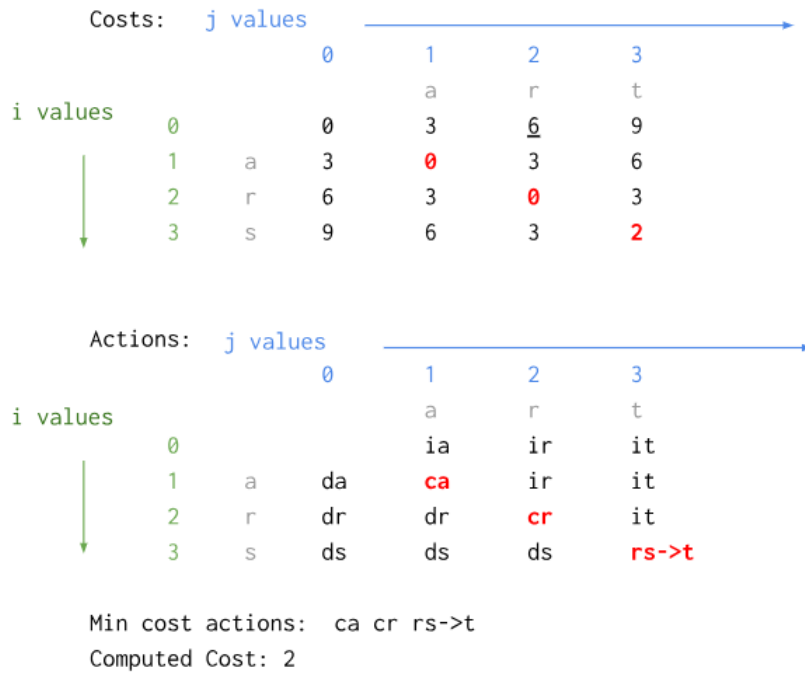 Costs: j values
0 1 2 3
a r t
i values
0 0 3 6 9
1 a 3 0 3 6
2 r 6 3 0 3
3 s 9 6 3 2
Actions: j values
0 1 2 3
a r t
i values
0 ia ir it
1 a da ca ir it
2 r dr dr cr it
3 s ds ds ds rs->t
Min cost actions: ca cr rs->t
Computed Cost: 2